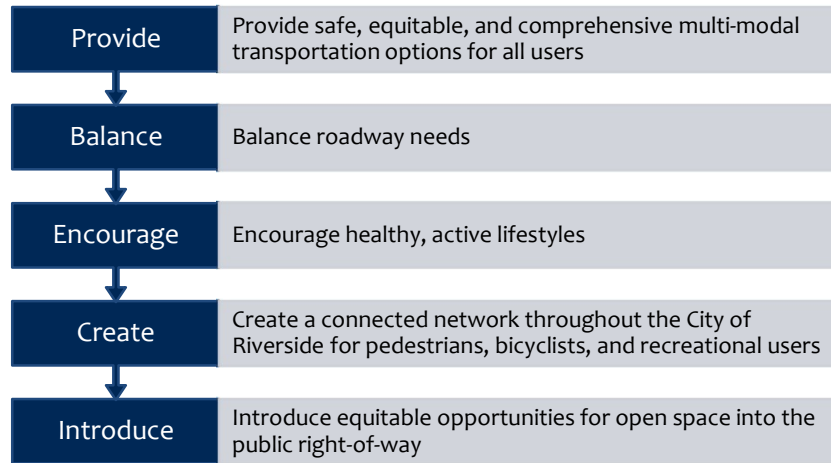 Provide
Provide safe, equitable, and comprehensive multi-modal
transportation options for all users
Balance
Balance roadway needs
Encourage
Encourage healthy, active lifestyles
Create
Create a connected network throughout the City of
Riverside for pedestrians, bicyclists, and recreational users
Introduce
Introduce equitable opportunities for open space into the
public right-of-way